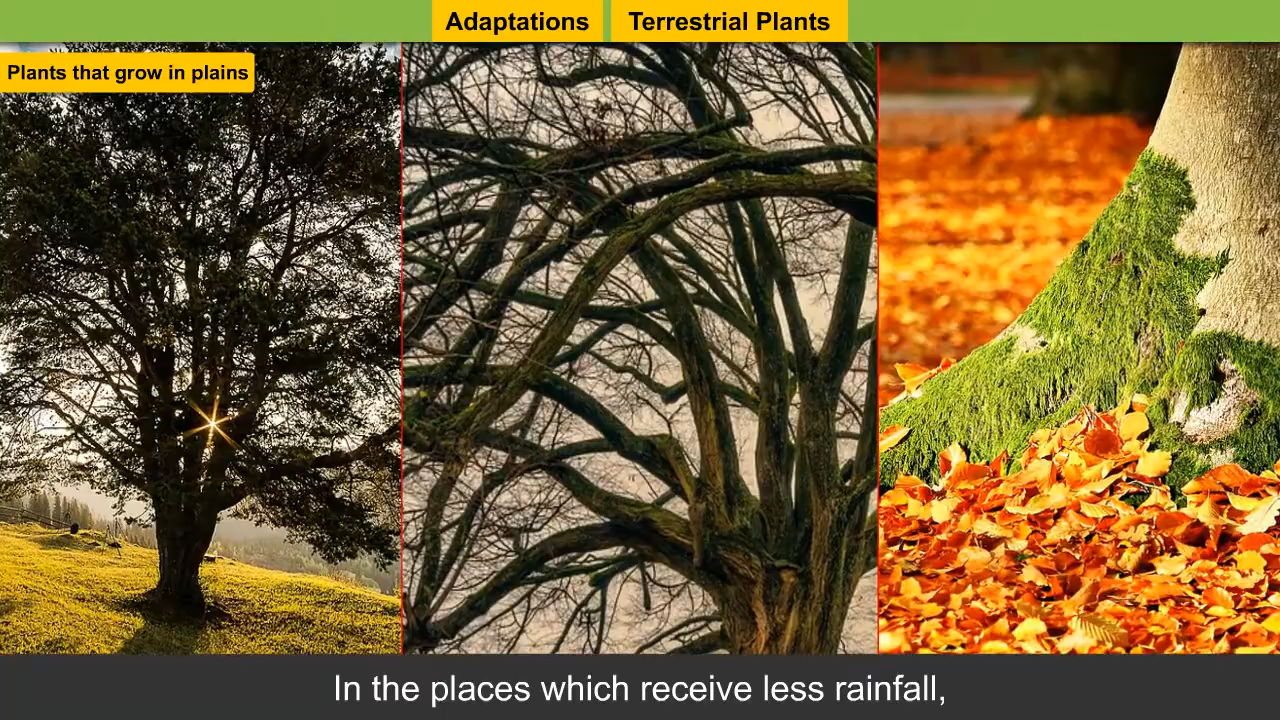 Adaptations Terrestrial Plants
Plants that grow in plains
In the places which receive less rainfall,